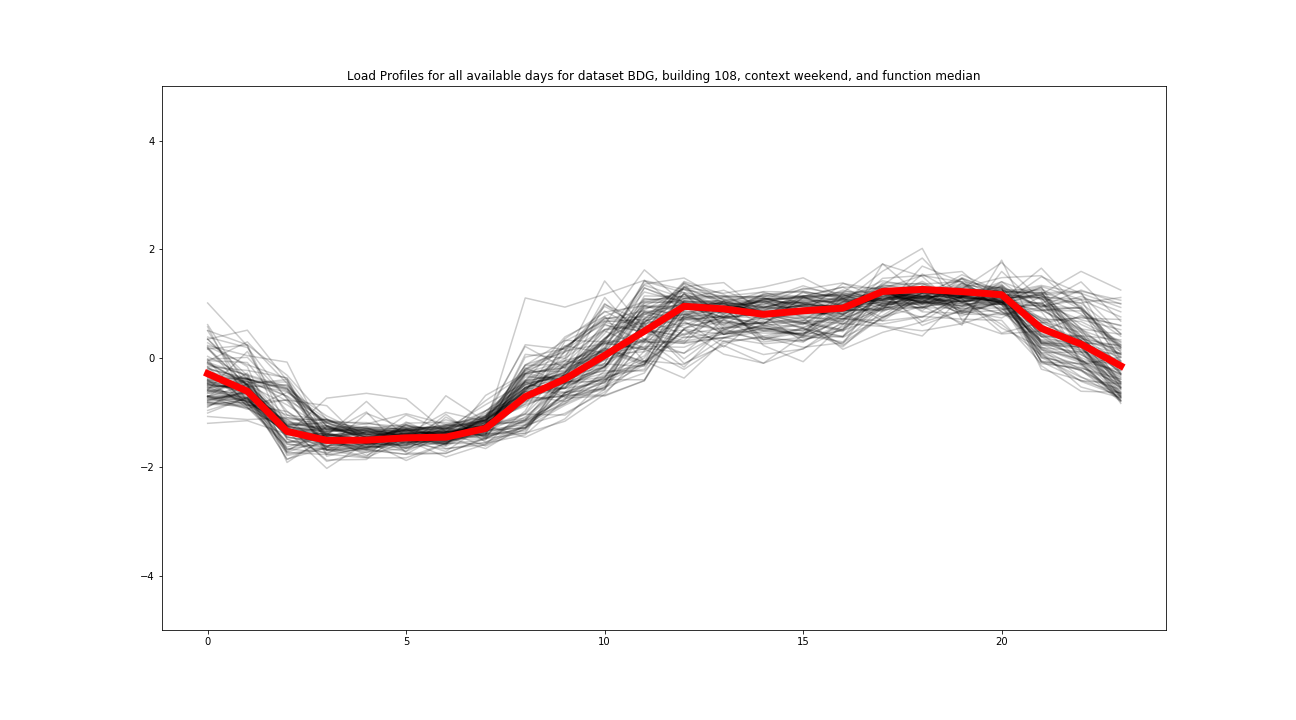 Load Profiles for all available days for dataset BDG, building 108, context weekend, and function median
4
2
0
−2
−4
0 5 10 15 20